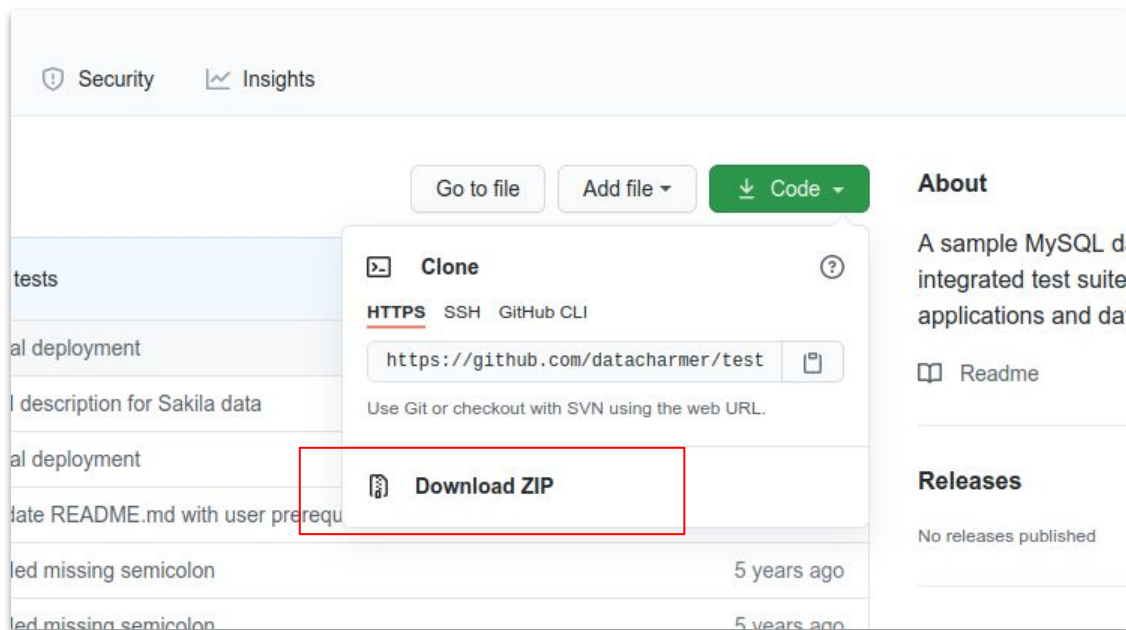 Security
Insights
Go to file
Add file
Code
About
A sample MySQL
integrated test suite
applications and
Readme
Releases
No releases published
Clone
HTTPS SSH GitHub CLI
https://github.com/datacharmer/test
Use Git or checkout with SVN using the web URL.
Download ZIP
tests
al deployment
description for Sakila data
al deployment
date README.md with user prerequ
led missing semicolon
5 years ago
led missing semicolon
5 years ago